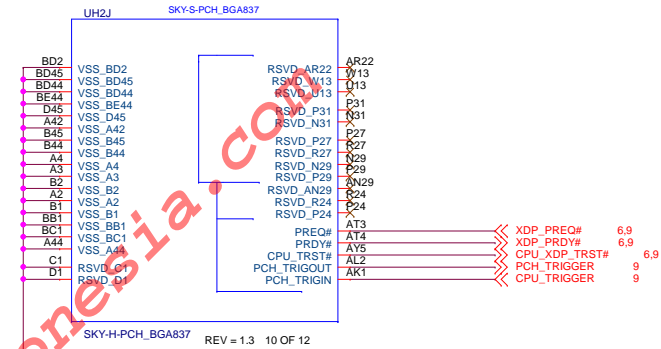 UH2J SKY-S-PCH_BGA837
BD2 VSS_BD2 RSVD_AR22 AR22
BD45 VSS_BD45 RSVD_W13 W13
BD44 VSS_BD44 RSVD_U13 U13
BE44 VSS_BE44
D45 VSS_D45 RSVD_P31 P31
A42 VSS_A42 RSVD_N31 N31
B45 VSS_B45 RSVD_P27 P27
B44 VSS_B44 RSVD_R27 R27
A4 VSS_A4 RSVD_N29 N29
A3 VSS_A3 RSVD_P29 P29
B2 VSS_B2 RSVD_AN29 AN29
A2 VSS_A2 RSVD_R24 R24
B1 VSS_B1 RSVD_P24 P24
BB1 VSS_BB1
BC1 VSS_BC1 PREQ# AT3 XDP_PREQ# 6,9
A44 VSS_A44 PRDY# AT4 XDP_PRDY# 6,9
CPU_TRST# AY5 CPU_XDP_TRST# 6,9
C1 RSVD_C1 PCH_TRIGOUT AL2 PCH_TRIGGER 9
D1 RSVD_D1 PCH_TRIGIN AK1 CPU_TRIGGER 9
SKY-H-PCH_BGA837 REV = 1.3 10 OF 12
onesia.com